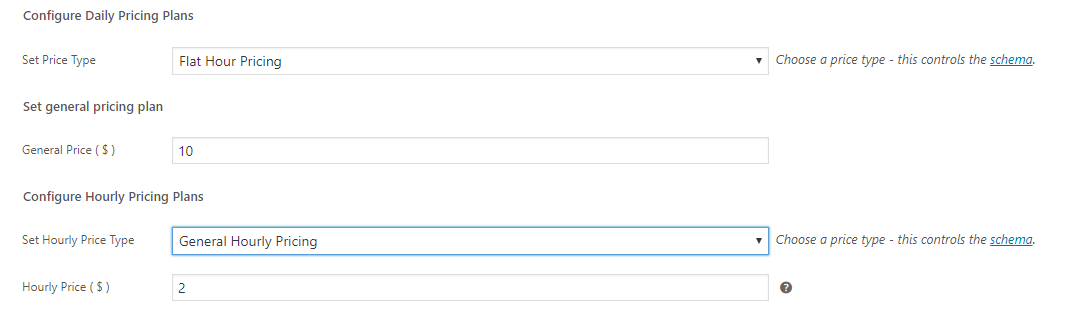 Configure Daily Pricing Plans
Set Price Type
Flat Hour Pricing
Choose a price type - this controls the schema.
Set general pricing plan
General Price ( $ )
10
Configure Hourly Pricing Plans
Set Hourly Price Type
General Hourly Pricing
Choose a price type - this controls the schema.
Hourly Price ( $ )
2
?